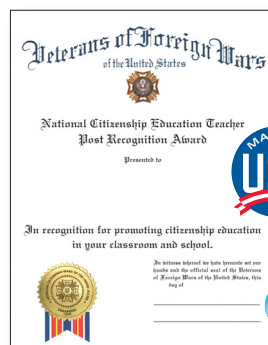 Veterans of Foreign Wars
of the United States
National Citizenship Education Teacher
Post Recognition Award
Presented to
MA
U
In recognition for promoting citizenship education
in your classroom and school.
In witness whereof we have hereunto set our
hands and the official seal of the Veterans
of Foreign Wars of the United States, this
day of